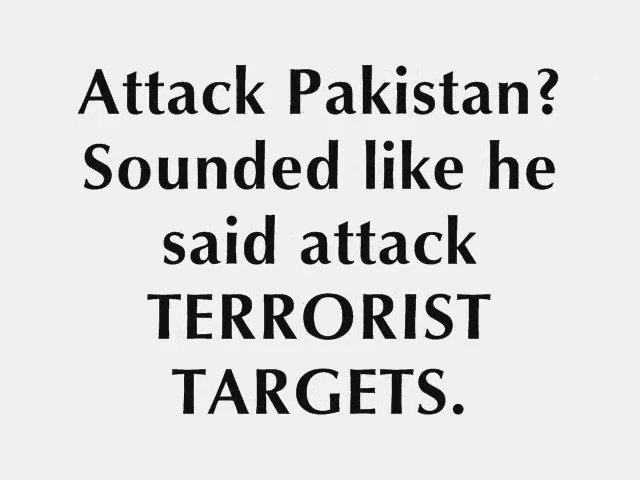 Attack Pakistan?
Sounded like he
said attack
TERRORIST
TARGETS.